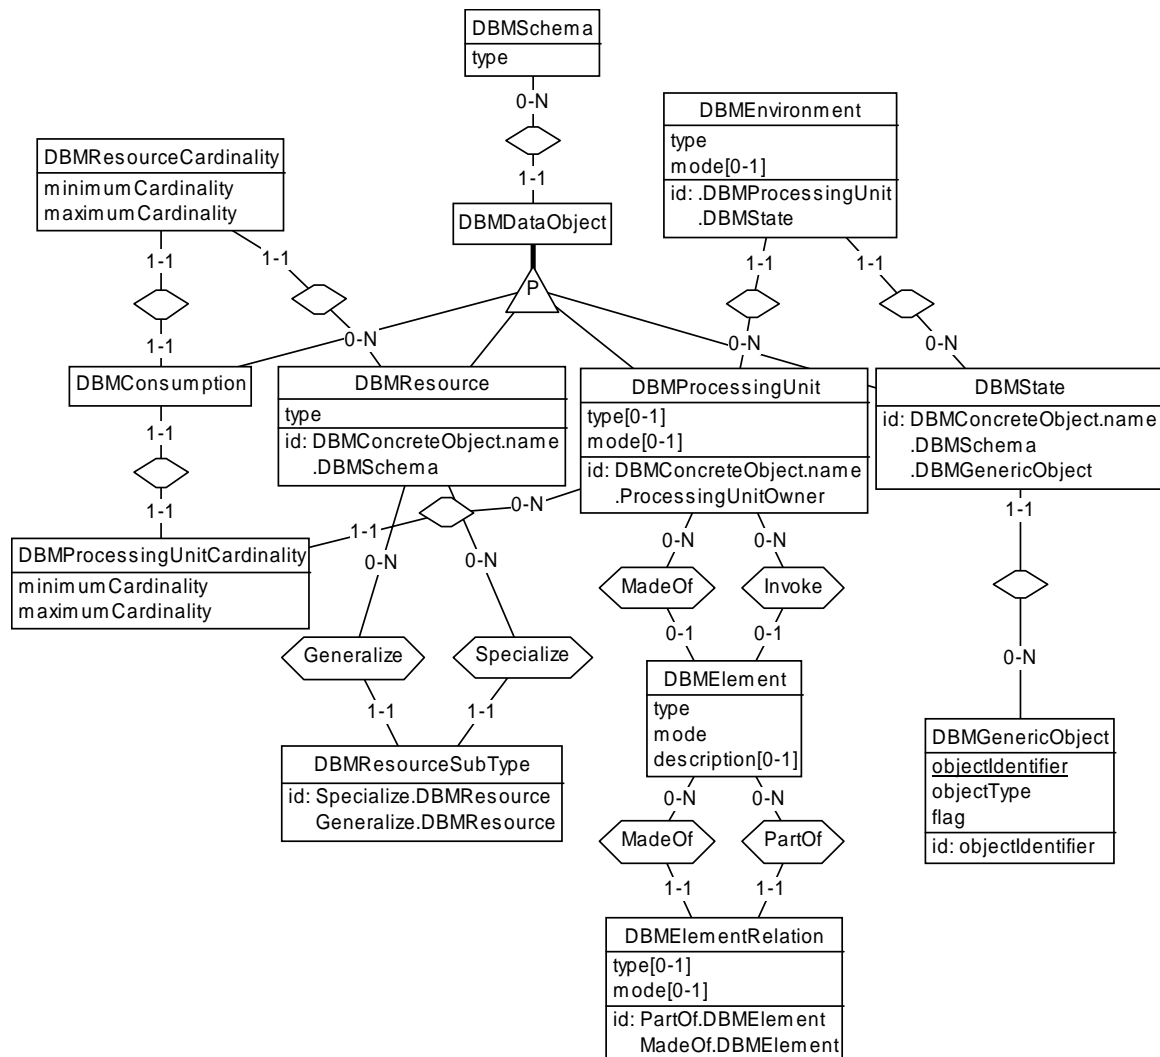 DBMSchema
type
0-N
1-1
DBMEnvironment
type
mode[0-1]
id: .DBMProcessingUnit
.DBMState
DBMResourceCardinality
minimumCardinality
maximumCardinality
DBMDataObject
1-1
1-1
1-1
1-1
P
1-1
0-N
0-N
0-N
DBMConsumption
DBMResource
type
id: DBMConcreteObject.name
.DBMSchema
DBMProcessingUnit
type[0-1]
mode[0-1]
id: DBMConcreteObject.name
.ProcessingUnitOwner
DBMState
id: DBMConcreteObject.name
.DBMSchema
.DBMGenericObject
1-1
1-1
1-1
0-N
1-1
DBMProcessingUnitCardinality
minimumCardinality
maximumCardinality
0-N
0-N
0-N
0-N
MadeOf
Invoke
0-1
0-1
Generalize
Specialize
0-N
1-1
1-1
DBMElement
type
mode
description[0-1]
DBMResourceSubType
id: Specialize.DBMResource
Generalize.DBMResource
DBMGenericObject
objectIdentifier
objectType
flag
id: objectIdentifier
0-N
0-N
MadeOf
PartOf
1-1
1-1
DBMElementRelation
type[0-1]
mode[0-1]
id: PartOf.DBMElement
MadeOf.DBMElement